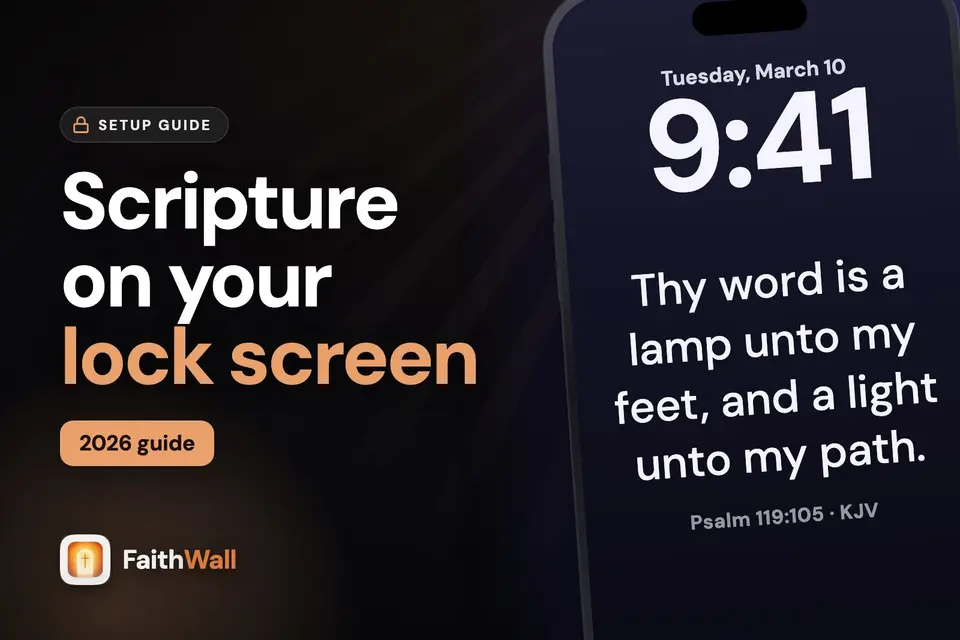 SETUP GUIDE
Scripture
on your
lock screen
2026 guide
FaithWall
Tuesday, March 10
9:41
Thy word is a
lamp unto my
feet, and a light
unto my path.
Psalm 119:105 · KJV